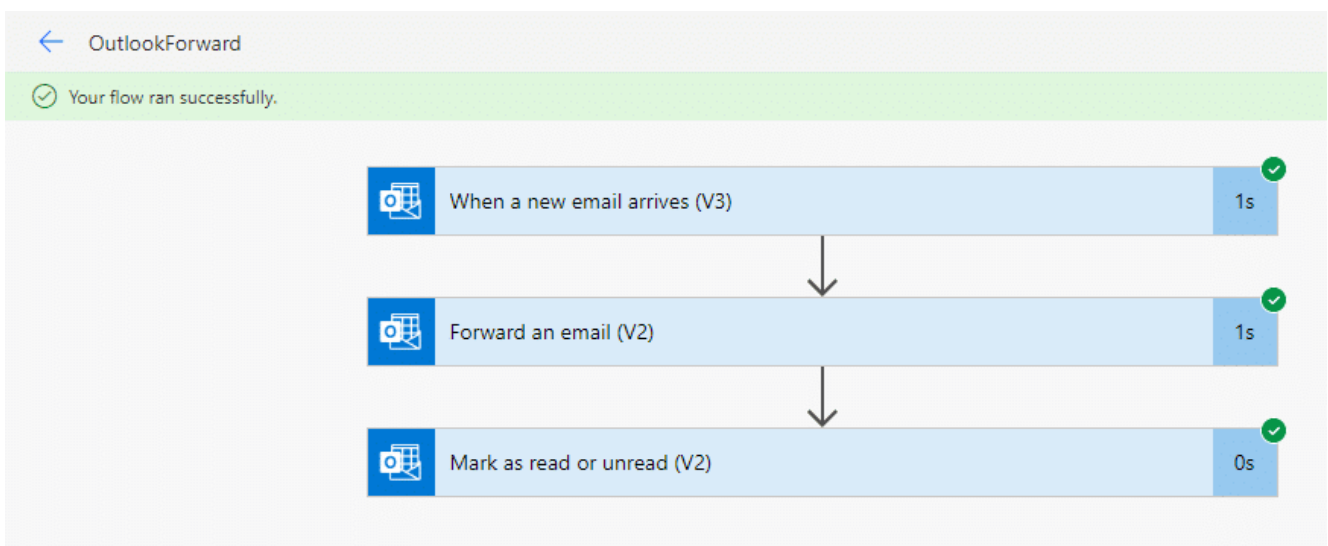 OutlookForward
Your flow ran successfully.
When a new email arrives (V3)
1s
Forward an email (V2)
1s
Mark as read or unread (V2)
0s